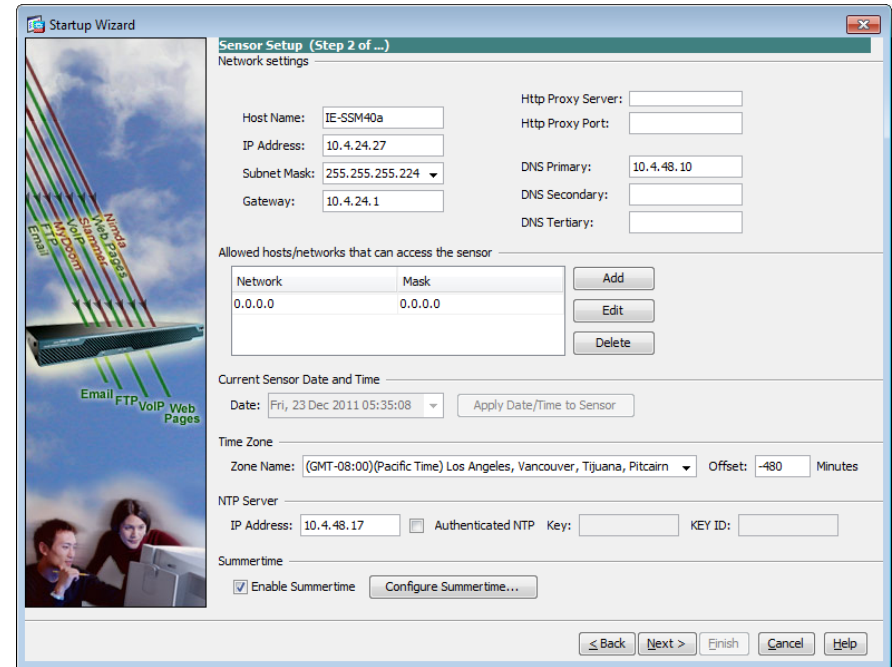 Startup Wizard
Sensor Setup (Step 2 of ...)
Network settings
Host Name: IE-SSM40a
IP Address: 10.4.24.27
Subnet Mask: 255.255.255.224
Gateway: 10.4.24.1
Http Proxy Server:
Http Proxy Port:
DNS Primary: 10.4.48.10
DNS Secondary:
DNS Tertiary:
Allowed hosts/networks that can access the sensor
Network Mask
0.0.0.0 0.0.0.0
Add
Edit
Delete
Current Sensor Date and Time
Date: Fri, 23 Dec 2011 05:35:08 Apply Date/Time to Sensor
Time Zone
Zone Name: (GMT-08:00)(Pacific Time) Los Angeles, Vancouver, Tijuana, Pitcairn Offset: -480 Minutes
NTP Server
IP Address: 10.4.48.17 Authenticated NTP Key: KEY ID:
Summertime
Enable Summertime Configure Summertime...
< Back Next > Finish Cancel Help
Nimda
Web Pages
Slammer
VoIP
MyDoom
FTP
Email
Email FTP VoIP Web Pages